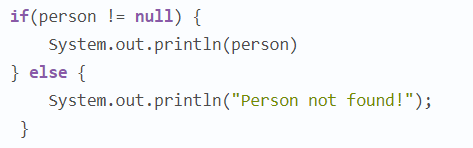 if(person != null) {
    System.out.println(person)
} else {
    System.out.println("Person not found!");
 }